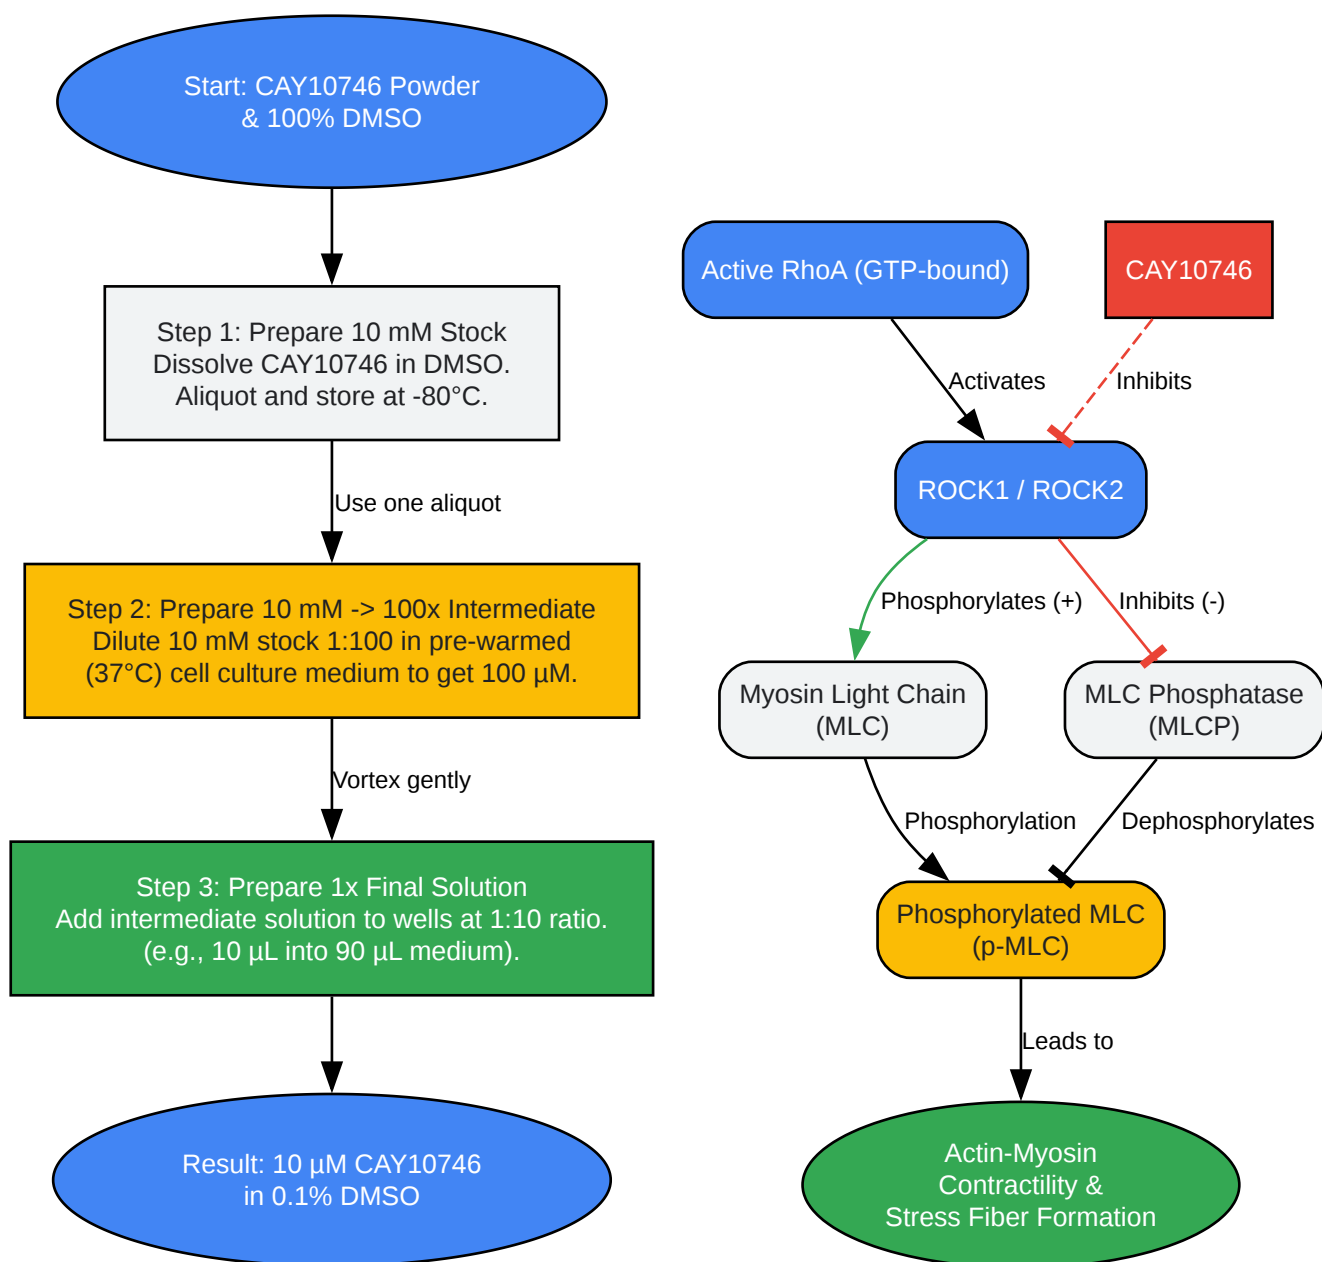 Start: CAY10746 Powder
& 100% DMSO
Step 1: Prepare 10 mM Stock
Dissolve CAY10746 in DMSO.
Aliquot and store at -80°C.
Use one aliquot
Step 2: Prepare 10 mM -> 100x Intermediate
Dilute 10 mM stock 1:100 in pre-warmed
(37°C) cell culture medium to get 100 µM.
Vortex gently
Step 3: Prepare 1x Final Solution
Add intermediate solution to wells at 1:10 ratio.
(e.g., 10 µL into 90 µL medium).
Result: 10 µM CAY10746
in 0.1% DMSO
Active RhoA (GTP-bound)
CAY10746
Activates
Inhibits
ROCK1 / ROCK2
Phosphorylates (+)
Inhibits (-)
Myosin Light Chain
(MLC)
MLC Phosphatase
(MLCP)
Phosphorylation
Dephosphorylates
Phosphorylated MLC
(p-MLC)
Leads to
Actin-Myosin
Contractility &
Stress Fiber Formation